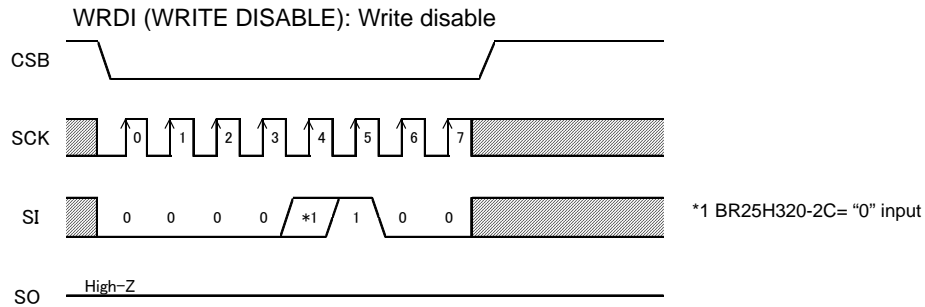 WRDI (WRITE DISABLE): Write disable
CSB
SCK 0 1 2 3 4 5 6 7
SI 0 0 0 0 *1 1 0 0
*1 BR25H320-2C= “0” input
High-Z
SO